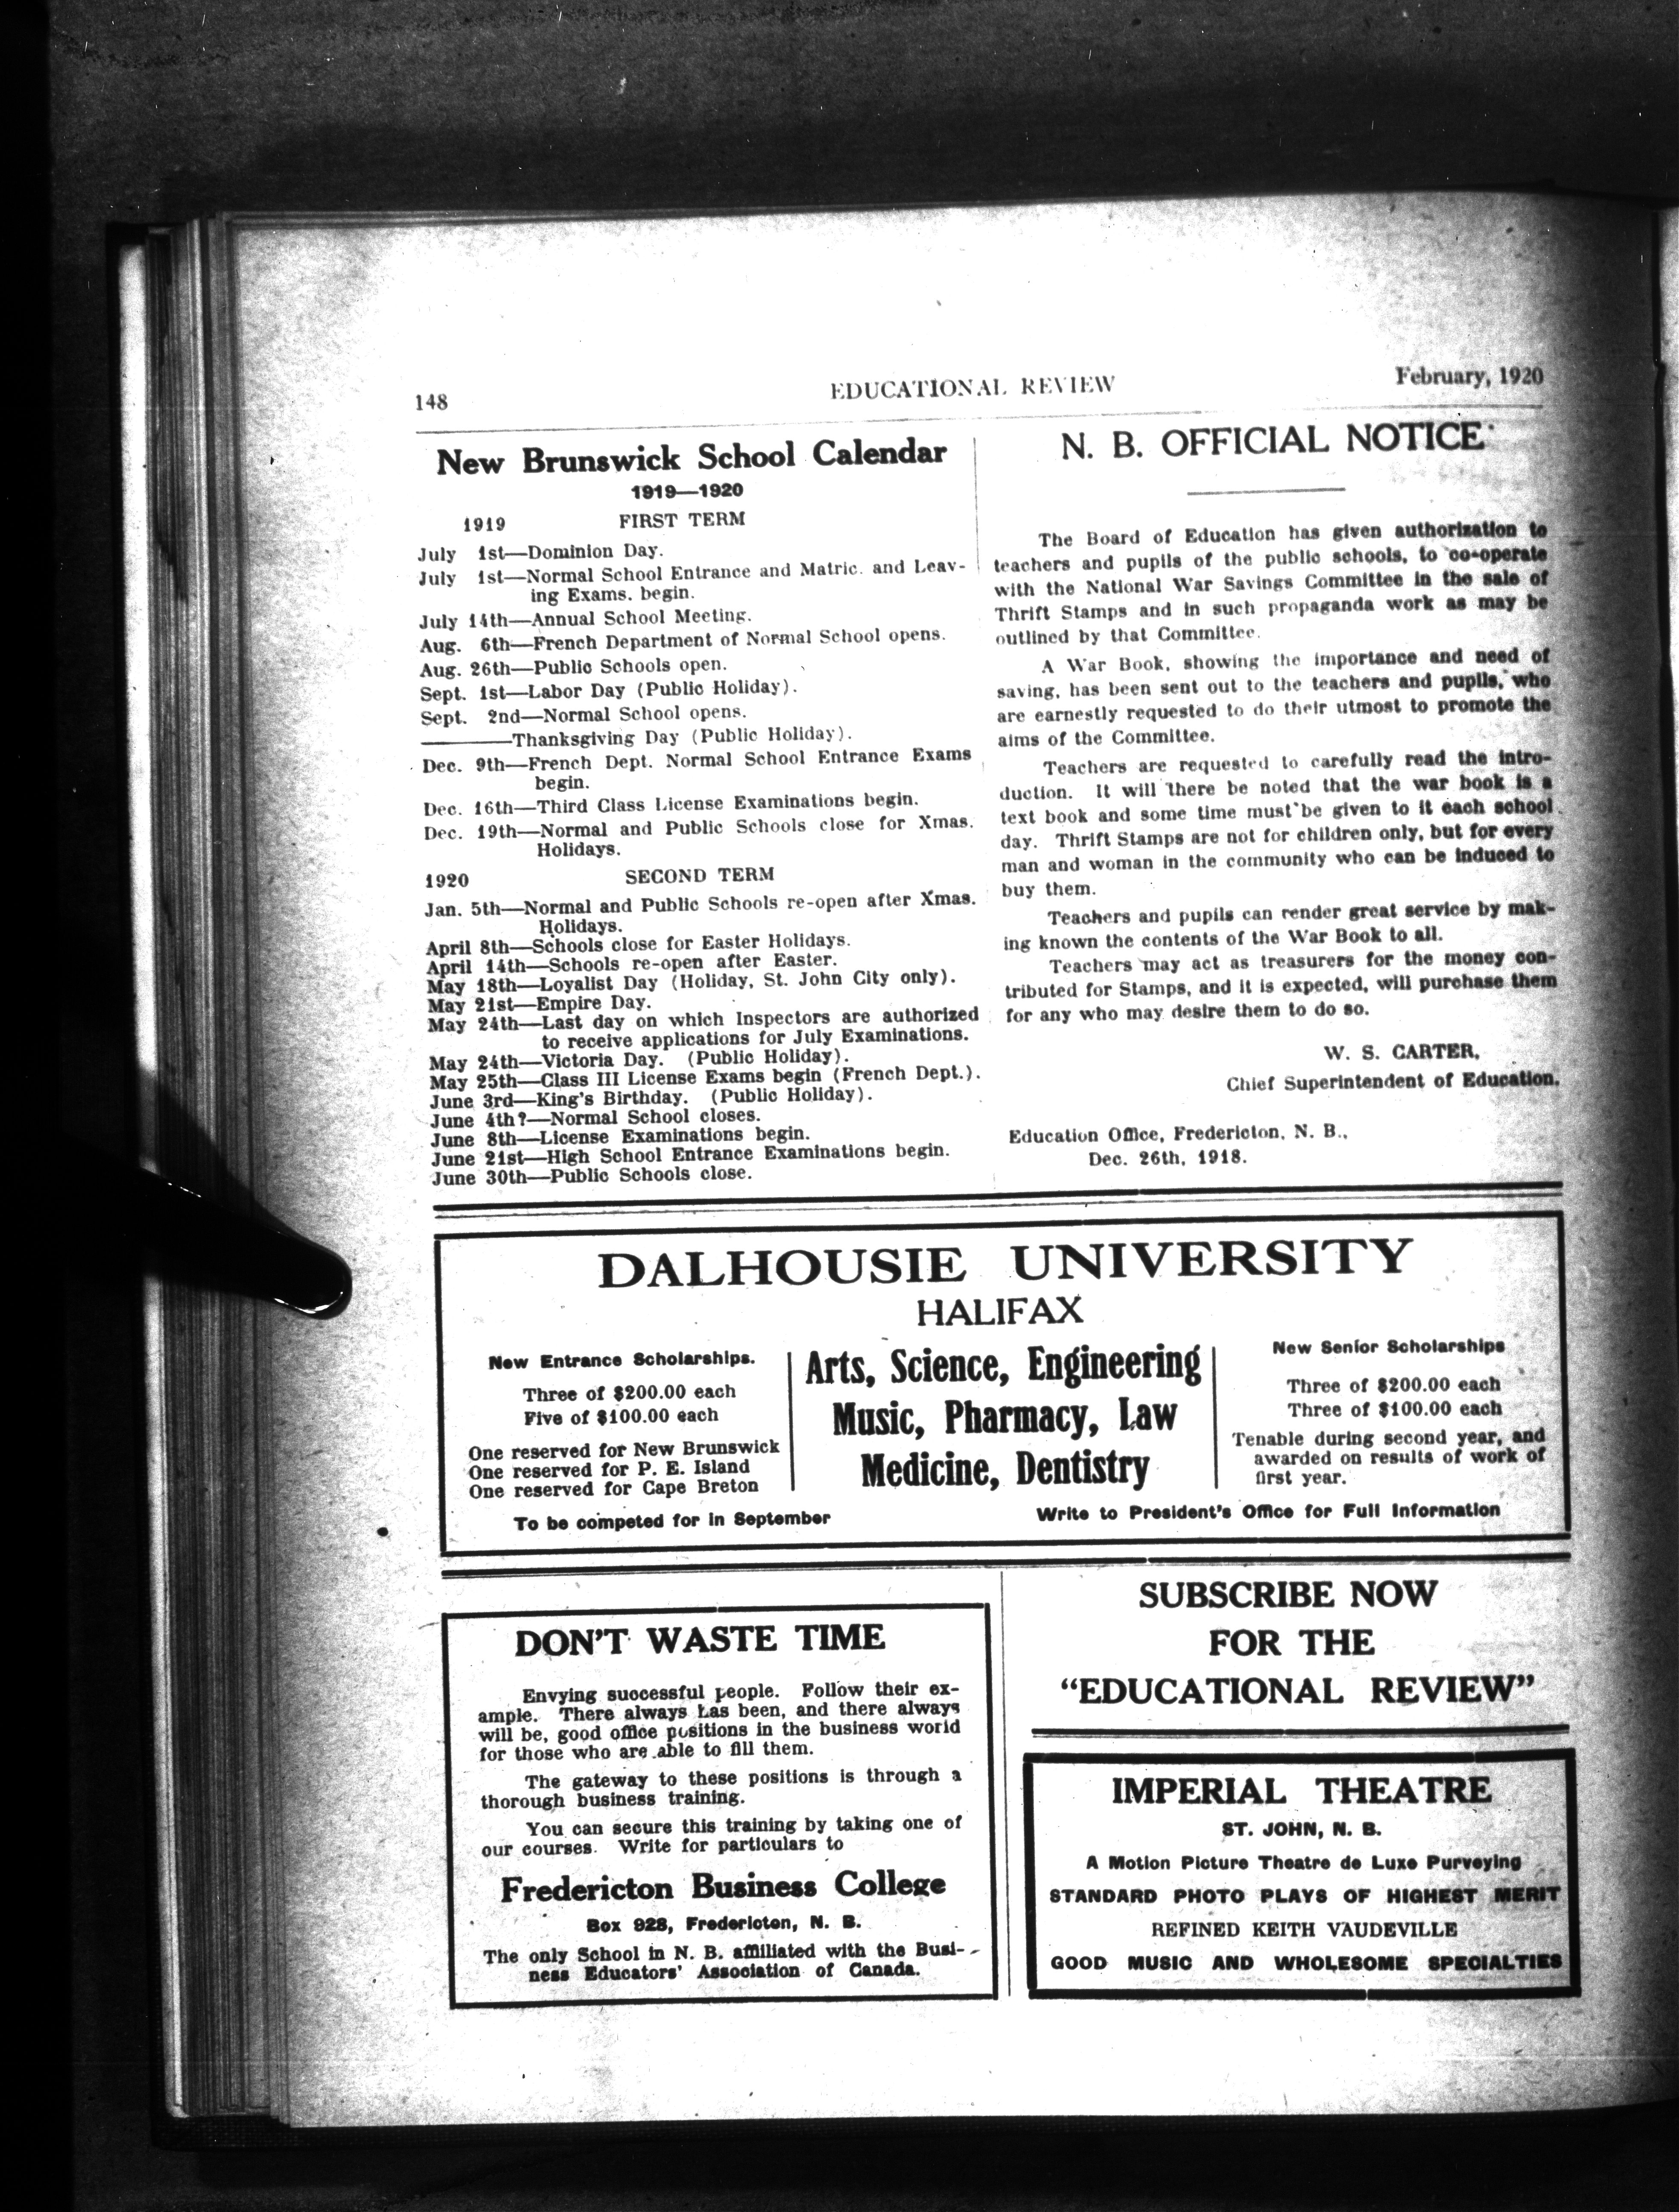 148
EDUCATIONAL REVIEW
February, 1920
New Brunswick School Calendar
1919—1920
1919 FIRST TERM
July 1st—Dominion Day.
July 1st—Normal School Entrance and Matric. and Leav-
ing Exams. begin.
July 14th—Annual School Meeting.
Aug. 6th—French Department of Normal School opens.
Aug. 26th—Public Schools open.
Sept. 1st—Labor Day (Public Holiday).
Sept. 2nd—Normal School opens.
————Thanksgiving Day (Public Holiday).
Dec. 9th—French Dept. Normal School Entrance Exams
begin.
Dec. 16th—Third Class License Examinations begin.
Dec. 19th—Normal and Public Schools close for Xmas.
Holidays.
1920 SECOND TERM
Jan. 5th—Normal and Public Schools re-open after Xmas.
Holidays.
April 8th—Schools close for Easter Holidays.
April 14th—Schools re-open after Easter.
May 18th—Loyalist Day (Holiday, St. John City only).
May 21st—Empire Day.
May 24th—Last day on which Inspectors are authorized
to receive applications for July Examinations.
May 24th—Victoria Day. (Public Holiday).
May 25th—Class III License Exams begin (French Dept.).
June 3rd—King's Birthday. (Public Holiday).
June 4th?—Normal School closes.
June 8th—License Examinations begin.
June 21st—High School Entrance Examinations begin.
June 30th—Public Schools close.
N. B. OFFICIAL NOTICE
The Board of Education has given authorization to
teachers and pupils of the public schools, to co-operate
with the National War Savings Committee in the sale of
Thrift Stamps and in such propaganda work as may be
outlined by that Committee.
A War Book, showing the importance and need of
saving, has been sent out to the teachers and pupils, who
are earnestly requested to do their utmost to promote the
aims of the Committee.
Teachers are requested to carefully read the intro-
duction. It will there be noted that the war book is a
text book and some time must be given to it each school
day. Thrift Stamps are not for children only, but for every
man and woman in the community who can be induced to
buy them.
Teachers and pupils can render great service by mak-
ing known the contents of the War Book to all.
Teachers may act as treasurers for the money con-
tributed for Stamps, and it is expected, will purchase them
for any who may desire them to do so.
W. S. CARTER,
Chief Superintendent of Education.
Education Office, Fredericton, N. B.,
Dec. 26th, 1918.
DALHOUSIE UNIVERSITY
HALIFAX
New Entrance Scholarships.
Three of $200.00 each
Five of $100.00 each
One reserved for New Brunswick
One reserved for P. E. Island
One reserved for Cape Breton
To be competed for in September
Arts, Science, Engineering
Music, Pharmacy, Law
Medicine, Dentistry
New Senior Scholarships
Three of $200.00 each
Three of $100.00 each
Tenable during second year, and
awarded on results of work of
first year.
Write to President's Office for Full Information
DON'T WASTE TIME
Envying successful people. Follow their ex-
ample. There always has been, and there always
will be, good office positions in the business world
for those who are able to fill them.
The gateway to these positions is through a
thorough business training.
You can secure this training by taking one of
our courses. Write for particulars to
Fredericton Business College
Box 928, Fredericton, N. B.
The only School in N. B. affiliated with the Busi-
ness Educators' Association of Canada.
SUBSCRIBE NOW
FOR THE
“EDUCATIONAL REVIEW”
IMPERIAL THEATRE
ST. JOHN, N. B.
A Motion Picture Theatre de Luxe Purveying
STANDARD PHOTO PLAYS OF HIGHEST MERIT
REFINED KEITH VAUDEVILLE
GOOD MUSIC AND WHOLESOME SPECIALTIES